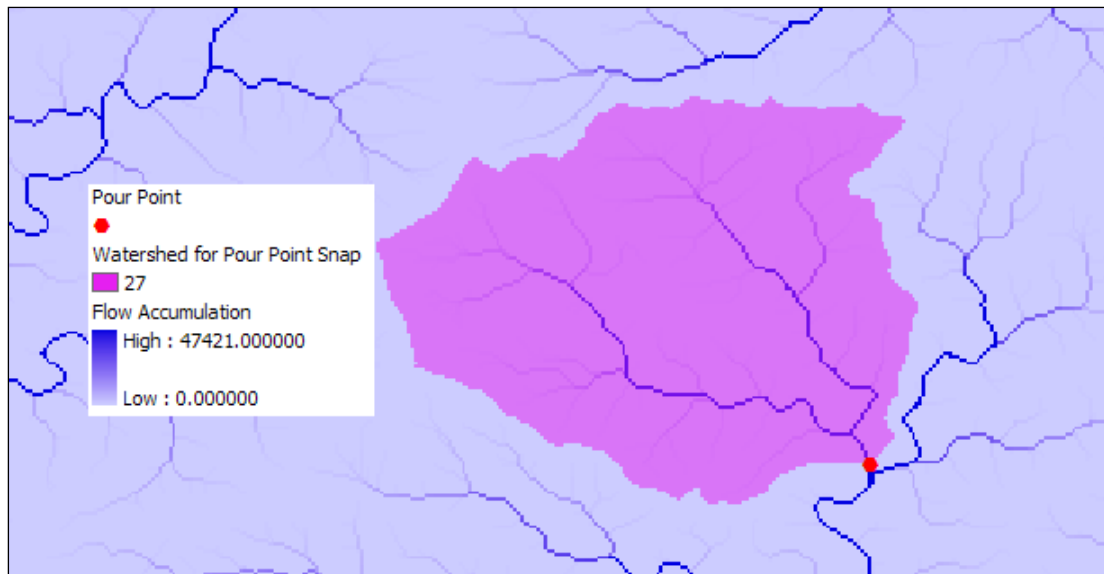 Pour Point
Watershed for Pour Point Snap
27
Flow Accumulation
High : 47421.000000
Low : 0.000000